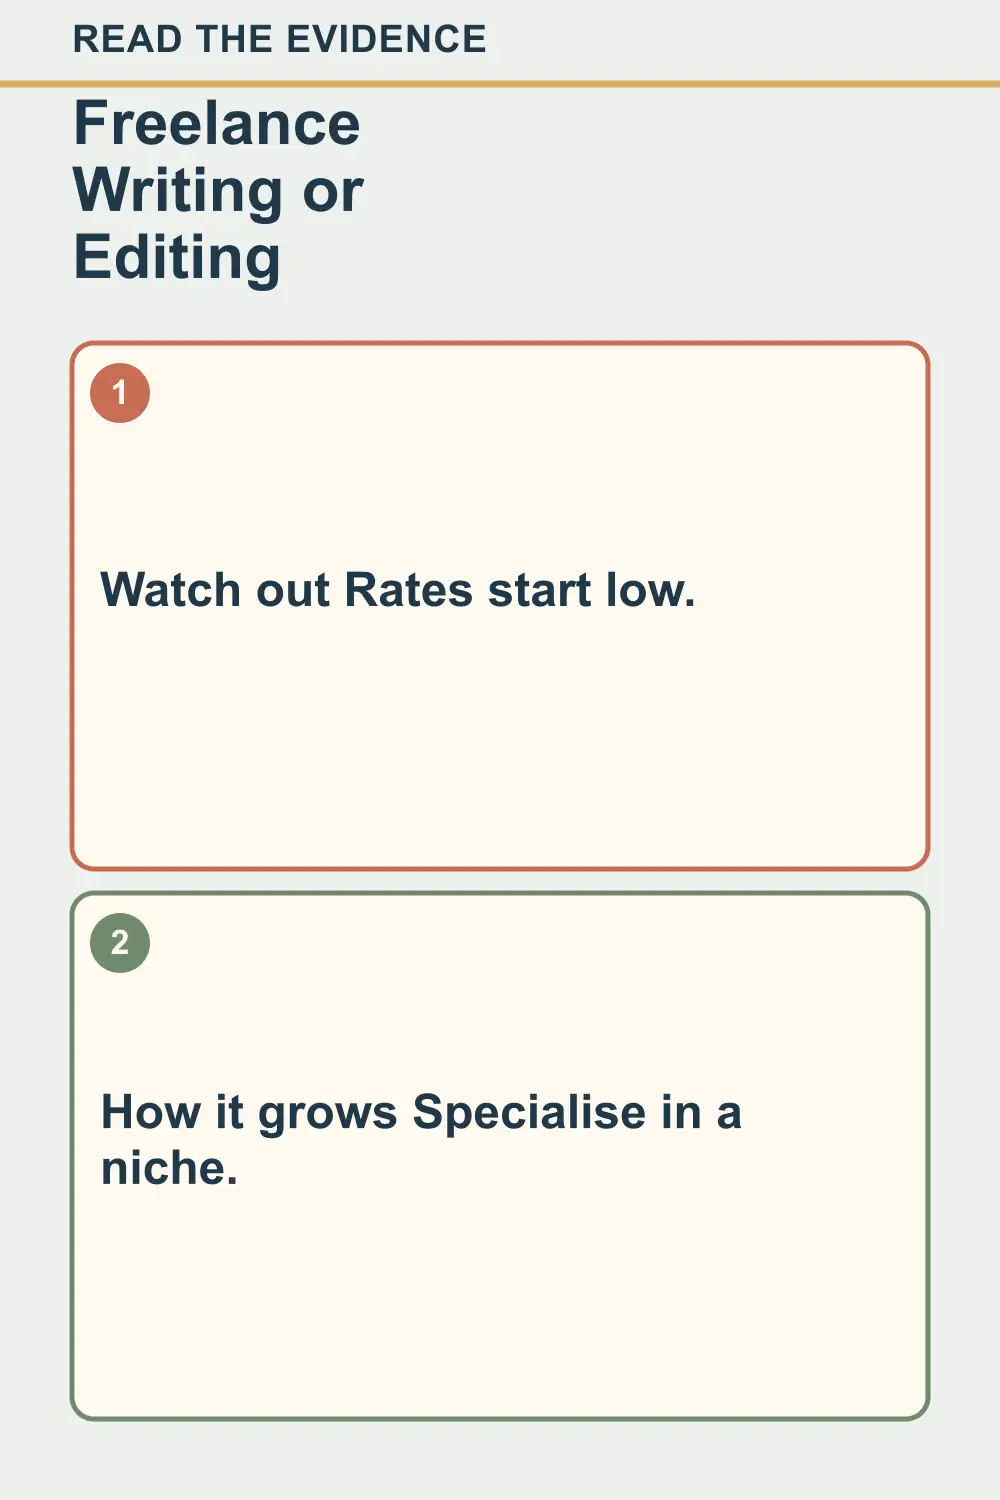 READ THE EVIDENCE
Freelance
Writing or
Editing
1
Watch out Rates start low.
2
How it grows Specialise in a
niche.